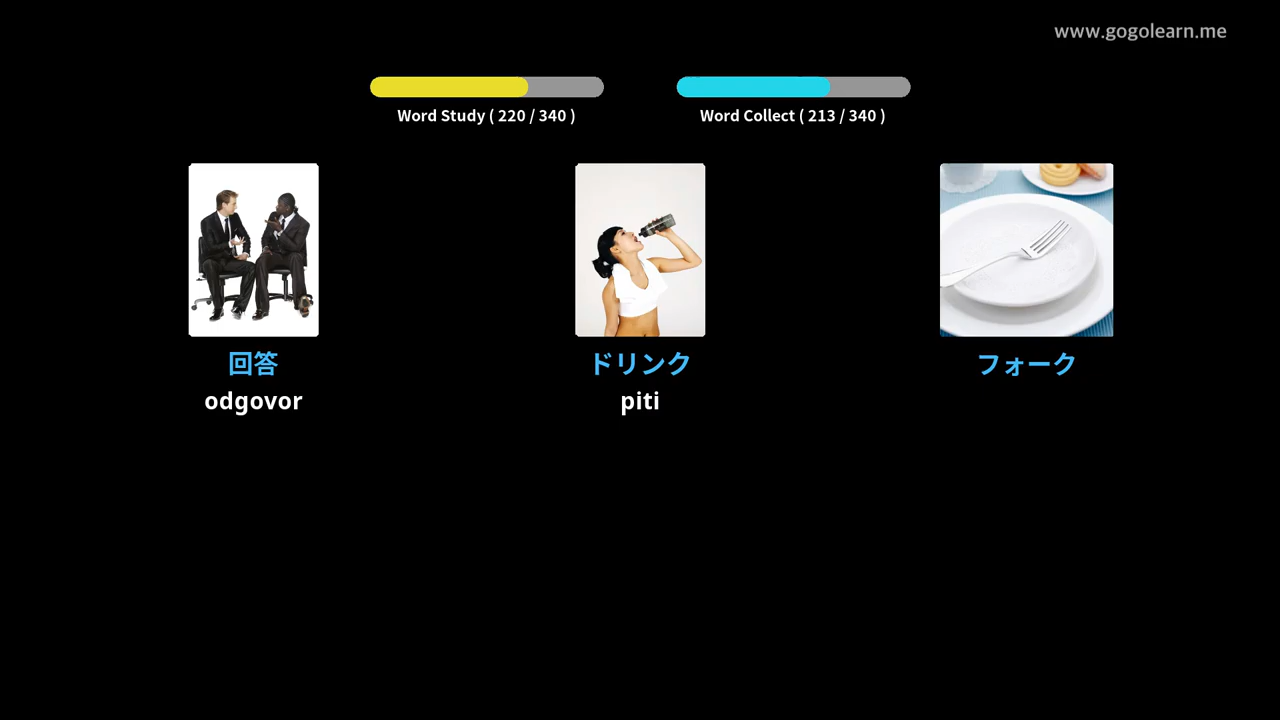 www.gogolearn.me
Word Study ( 220 / 340 )
Word Collect ( 213 / 340 )
回答
odgovor
ドリンク
piti
フォーク